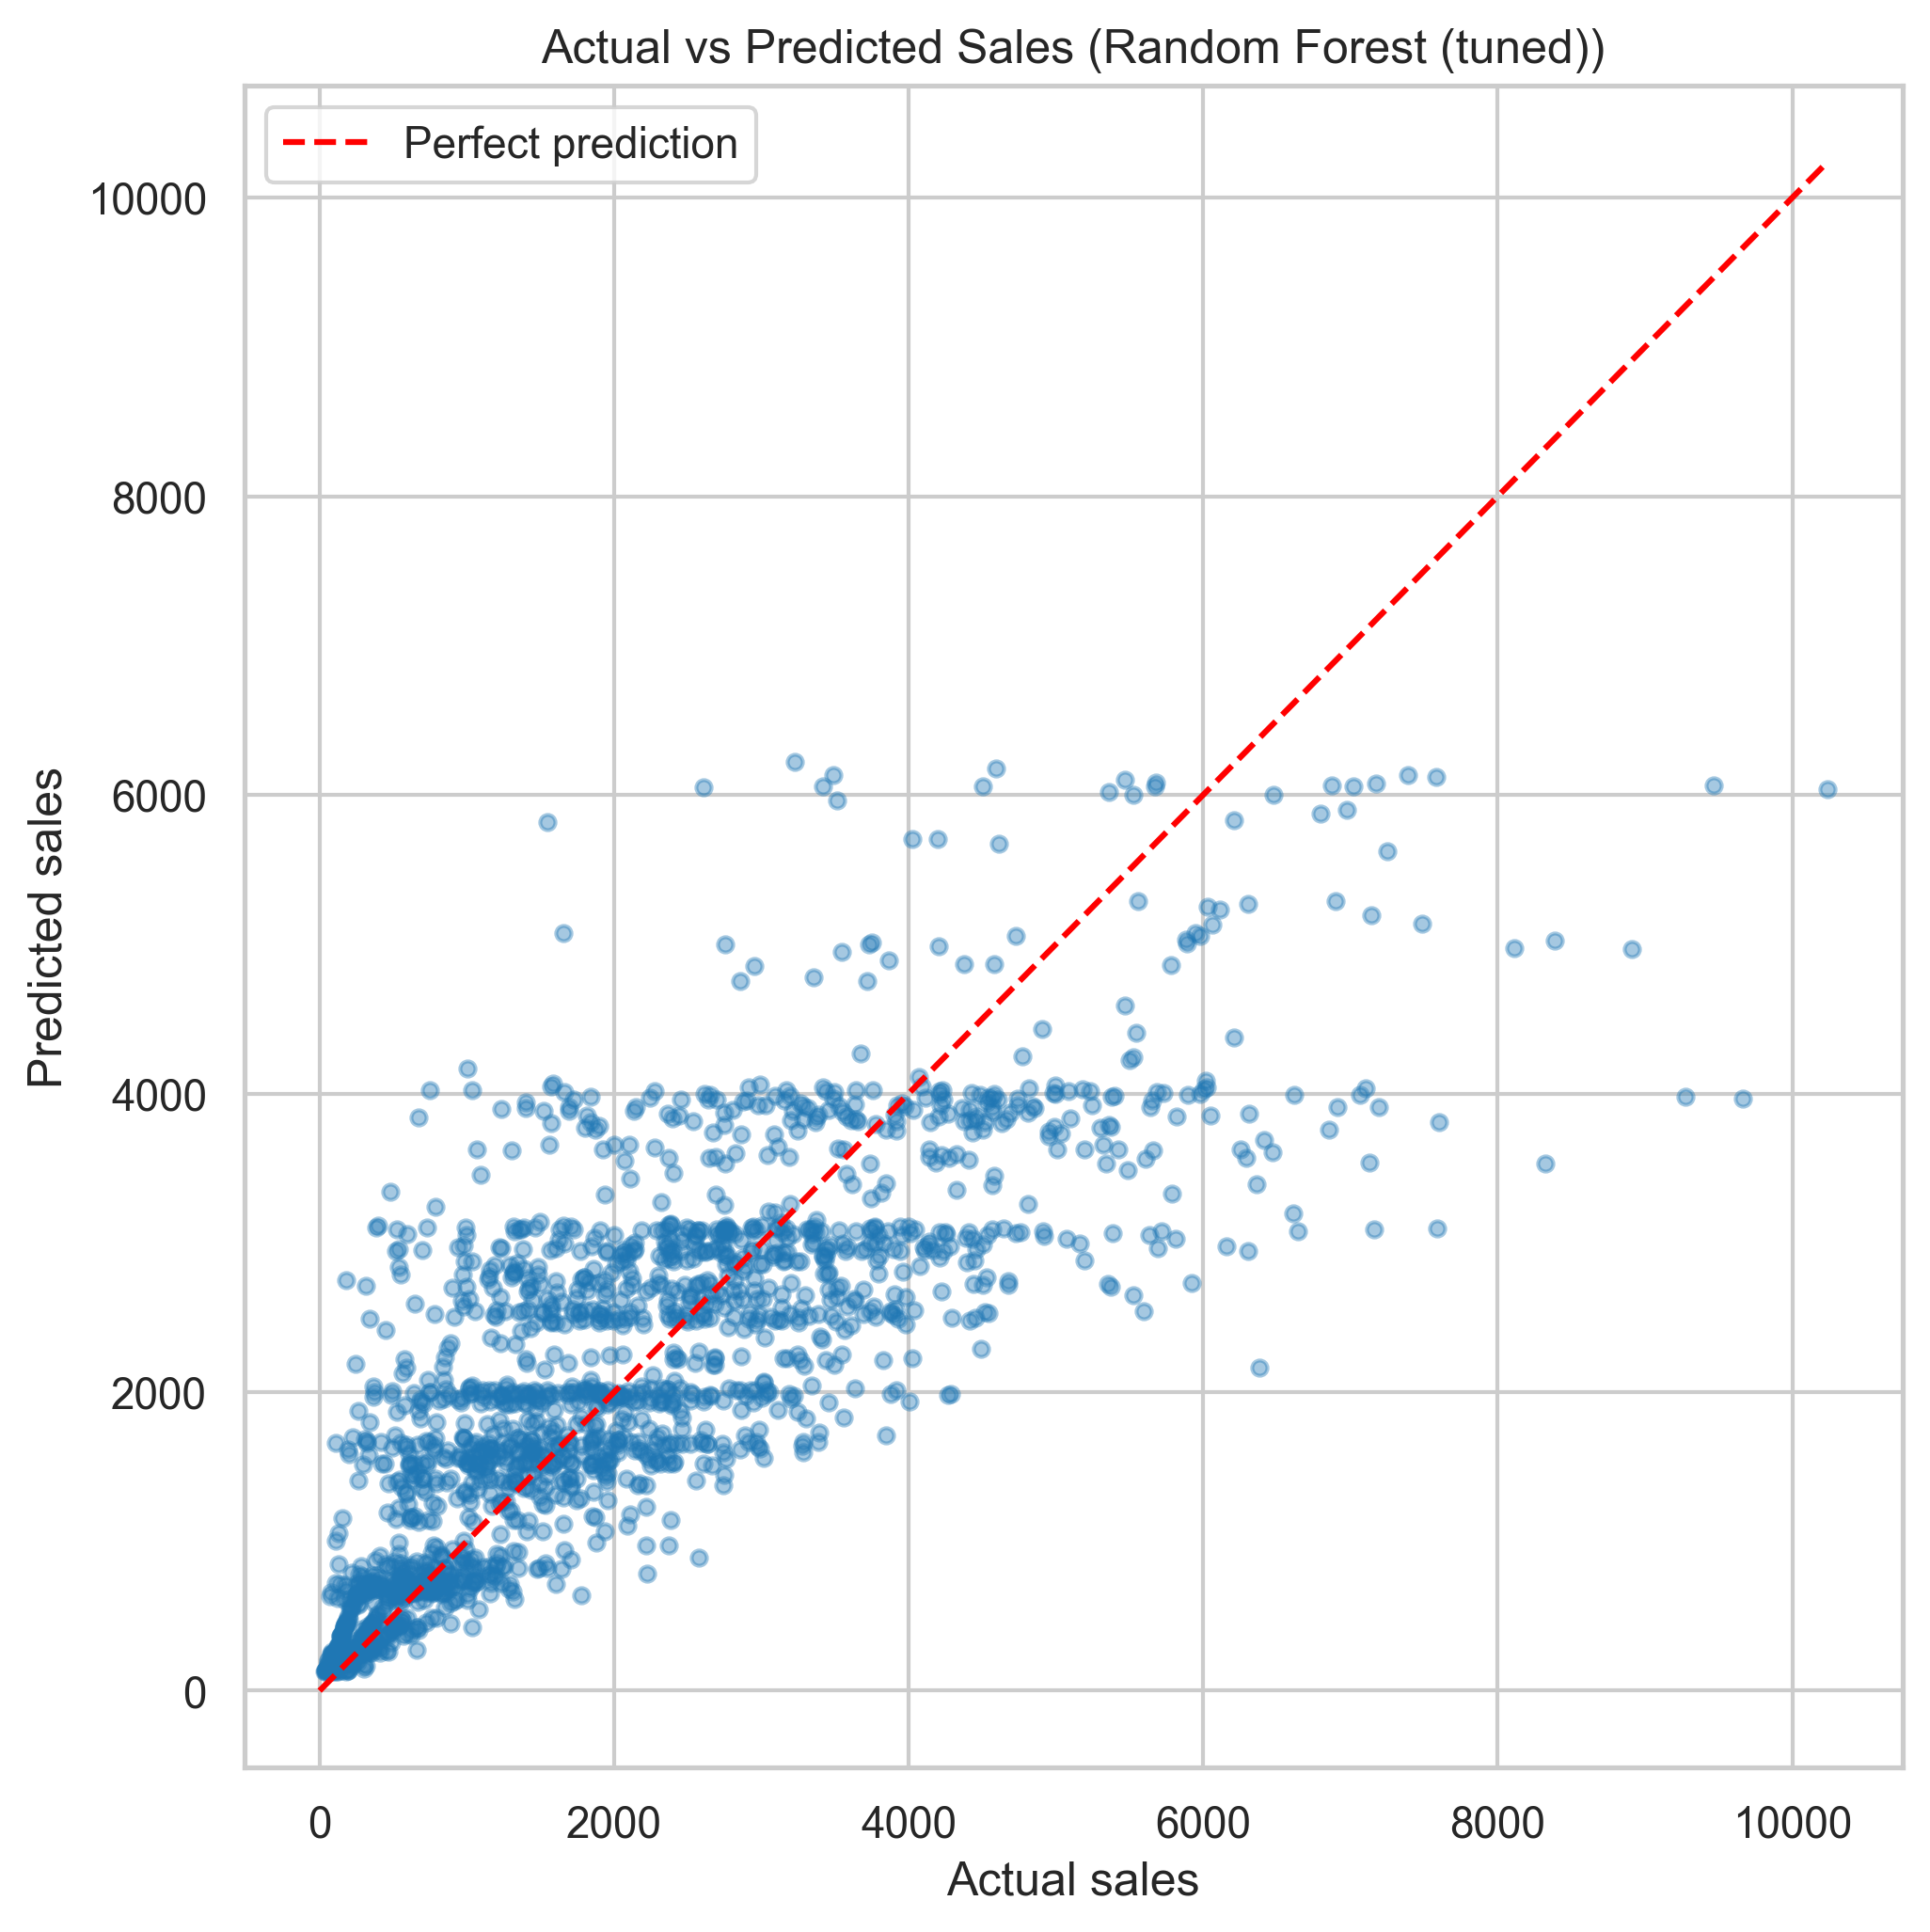 Actual vs Predicted Sales (Random Forest (tuned))
Perfect prediction
10000
8000
6000
4000
2000
0
Predicted sales
0 2000 4000 6000 8000 10000
Actual sales